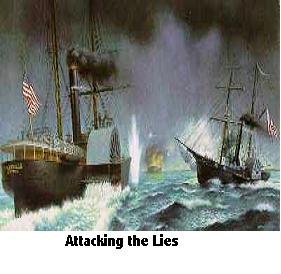 Attacking the Lies